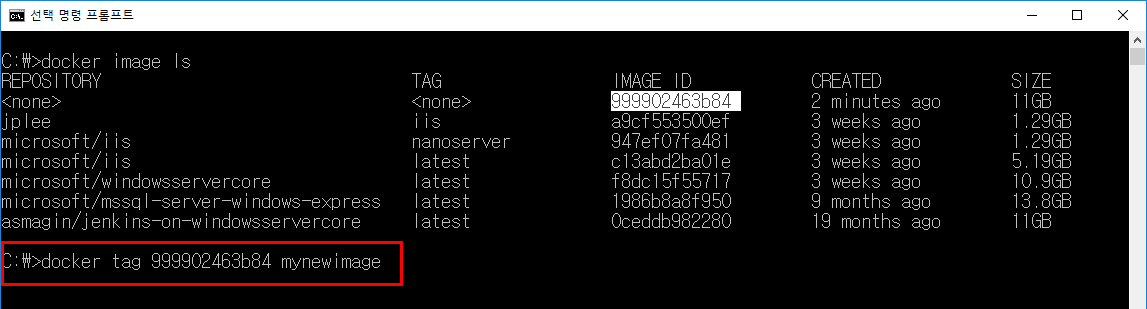 선택 명령 프롬프트
C:\>docker image ls
REPOSITORY TAG IMAGE ID CREATED SIZE
<none> <none> 999902463b84 2 minutes ago 11GB
jplee iis a9cf553500ef 3 weeks ago 1.29GB
microsoft/iis nanoserver 947ef07fa481 3 weeks ago 1.29GB
microsoft/iis latest c13abd2ba01e 3 weeks ago 5.19GB
microsoft/windowsservercore latest f8dc15f55717 3 weeks ago 10.9GB
microsoft/mssql-server-windows-express latest 1986b8a8f950 9 months ago 13.8GB
asmagin/jenkins-on-windowsservercore latest 0ceddb982280 19 months ago 11GB
C:\>docker tag 999902463b84 mynewimage